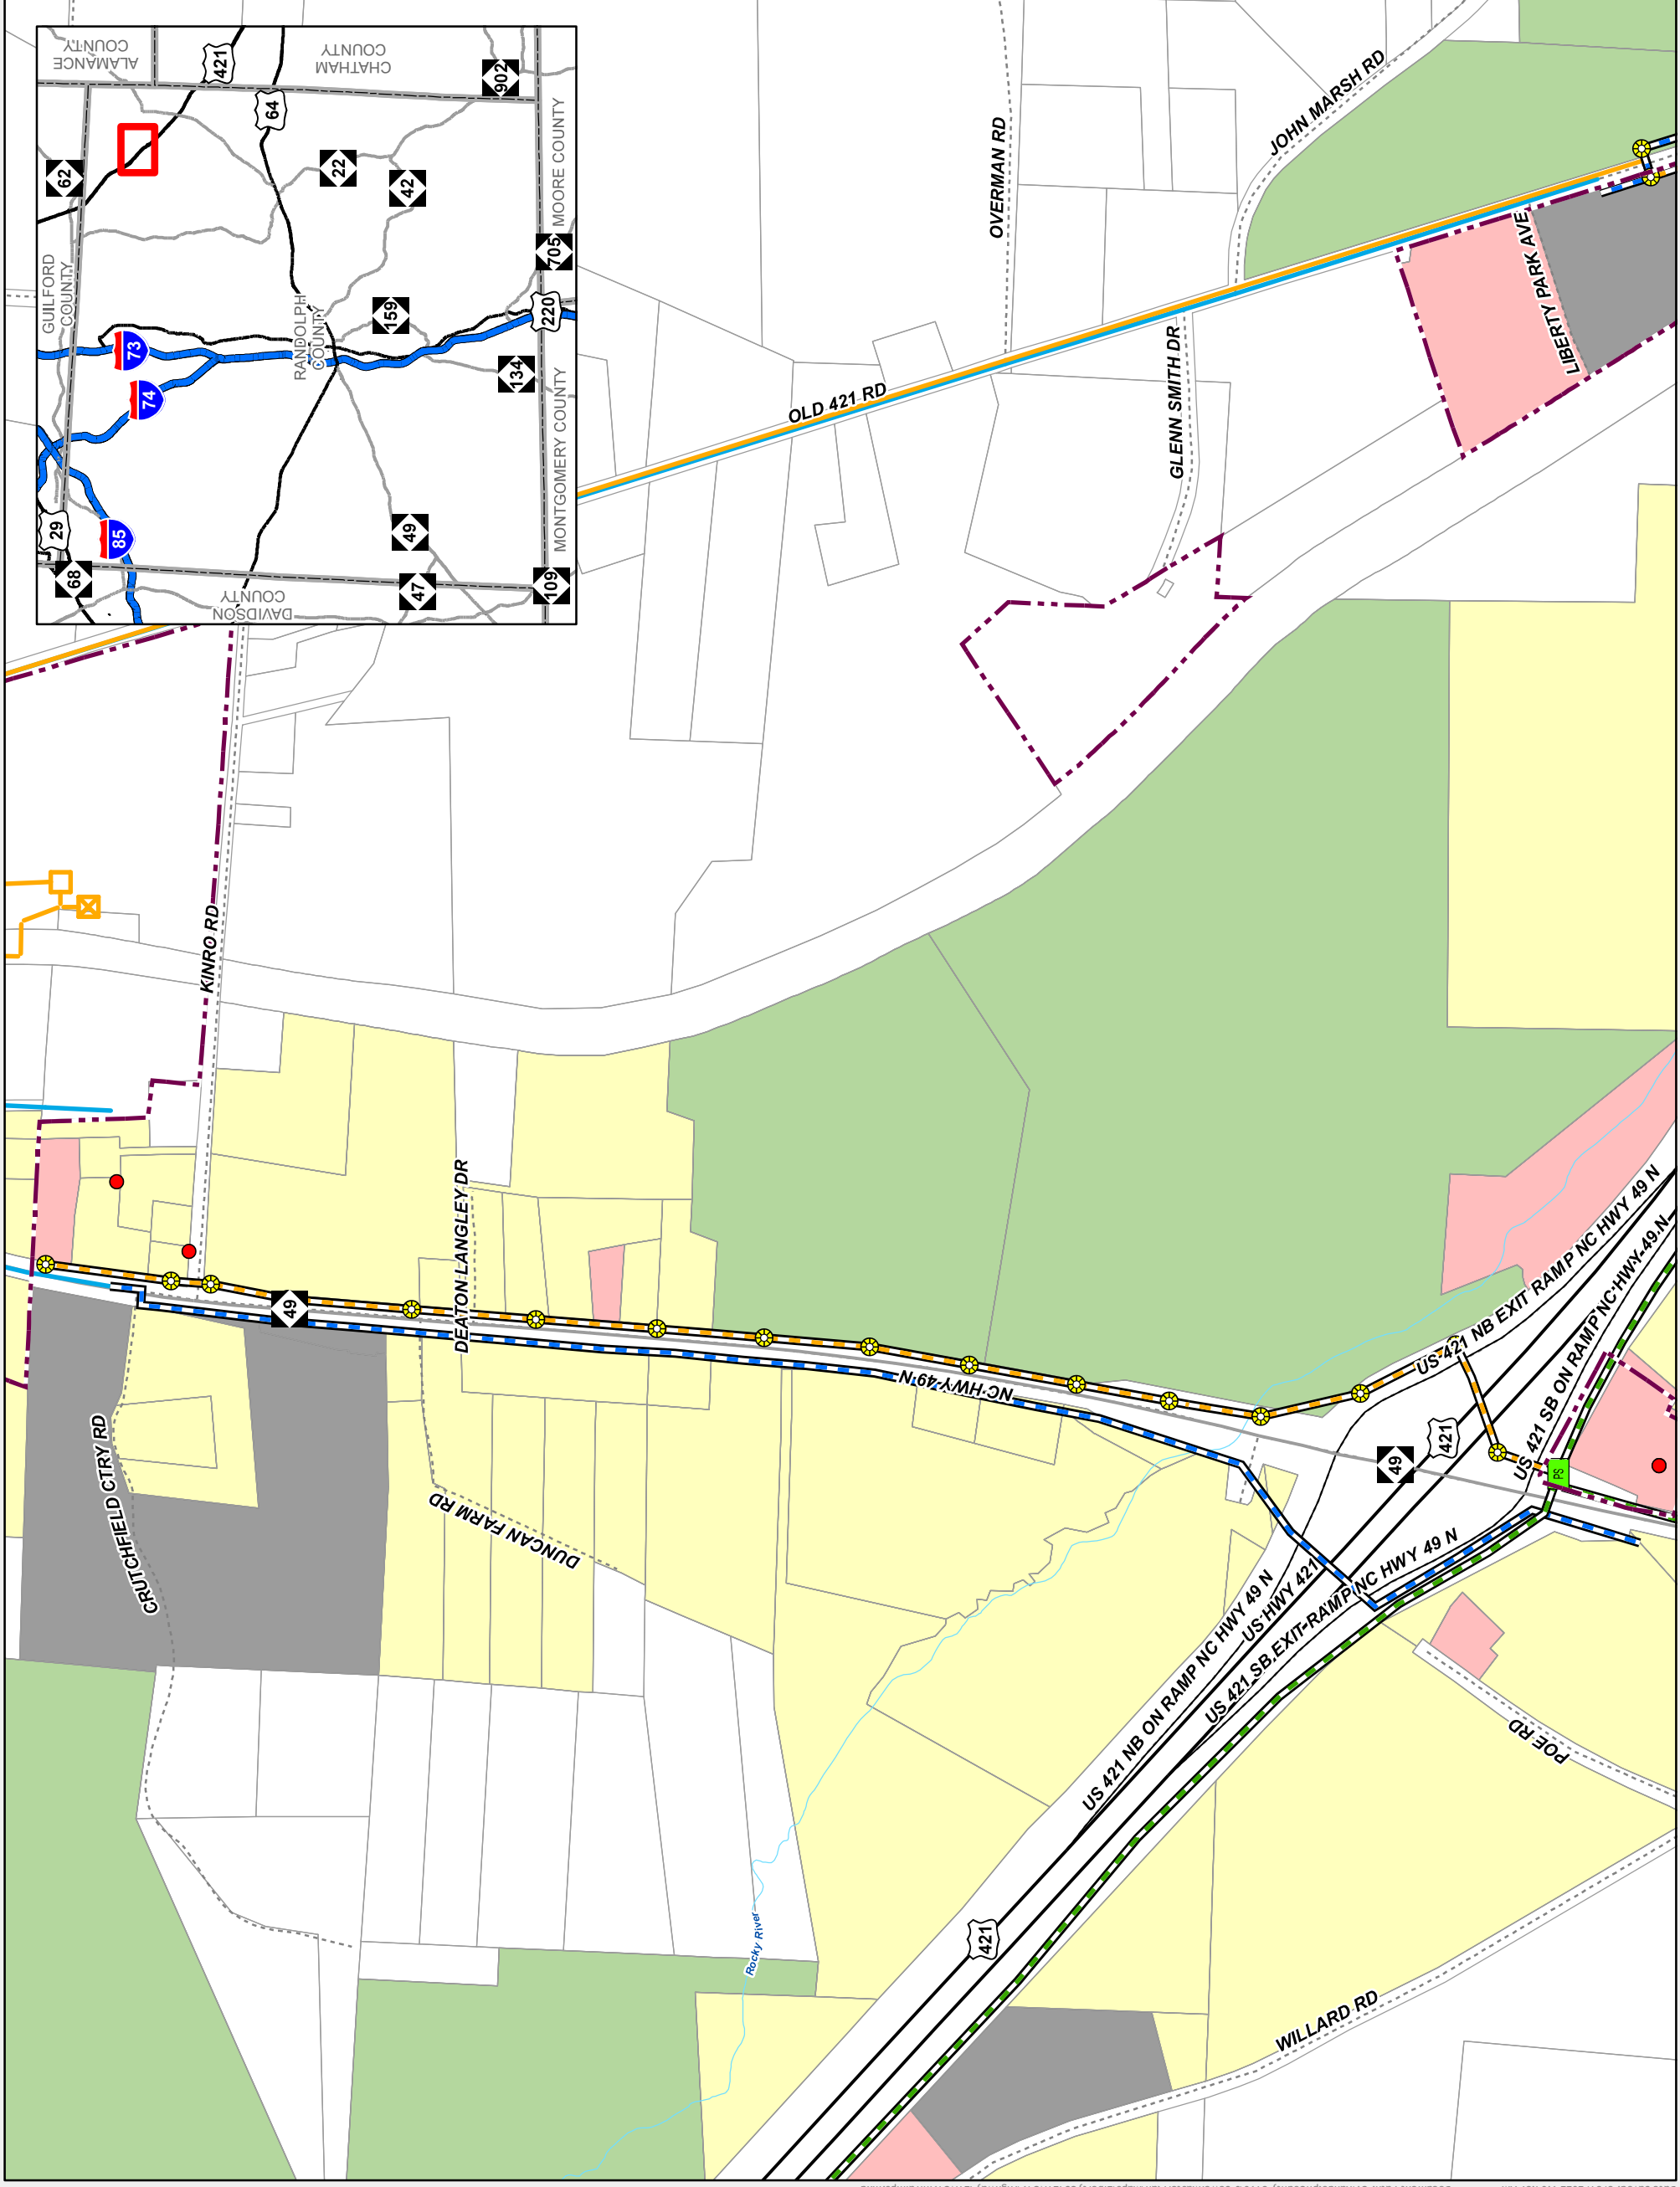 ALAMANCE
COUNTY
421
CHATHAM
COUNTY
902
64
62
22
42
GUILFORD
COUNTY
705
MOORE COUNTY
73
RANDOLPH
COUNTY
159
220
74
134
MONTGOMERY COUNTY
29
85
49
68
DAVIDSON
COUNTY
47
109
OVERMAN RD
JOHN MARSH RD
OLD 421 RD
GLENN SMITH DR
LIBERTY PARK AVE
KINRO RD
DEATON LANGLEY DR
49
NC HWY 49 N
CRUTCHFIELD CTRY RD
DUNCAN FARM RD
US 421 NB EXIT RAMP NC HWY 49 N
US 421 SB ON RAMP NC HWY 49 N
421
49
PS
US 421 NB ON RAMP NC HWY 49 N
US HWY 421
US 421 SB EXIT RAMP NC HWY 49 N
POE RD
Rocky River
421
WILLARD RD